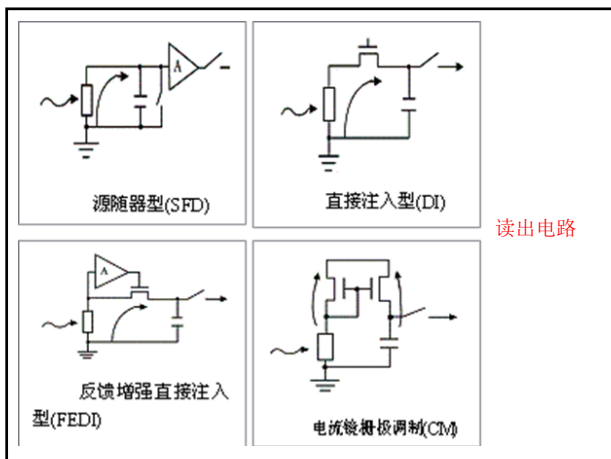 A
源随器型(SFD)
直接注入型(DI)
读出电路
A
反馈增强直接注入
型(FEDI)
电流镜栅极调制(CM)